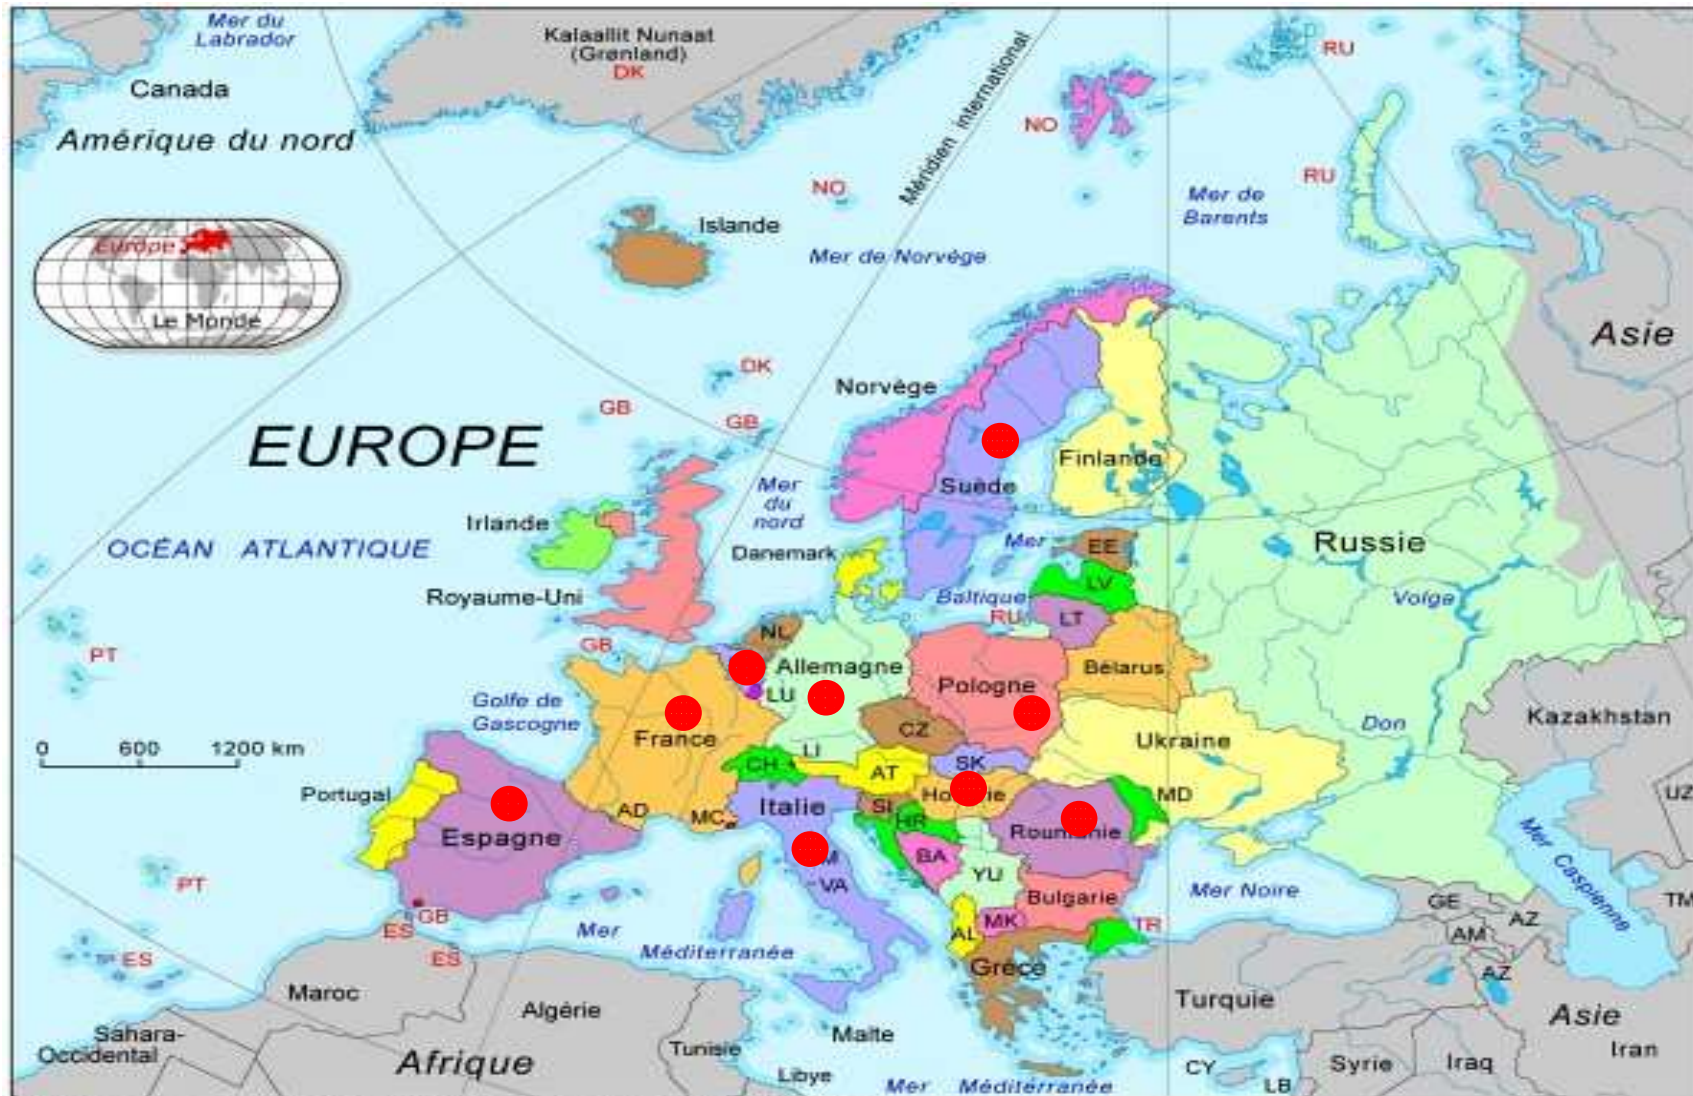 Mer du
Labrador
Kalaallit Nunaat
(Grønland)
DK
Méridien international
RU
Canada
Amérique du nord
NO
NO
RU
Mer de
Barents
Islande
Europe
Le Monde
Mer de Norvège
Asie
DK
Norvège
GB
GB
EUROPE
Finlande
Suède
Mer
du
nord
Irlande
OCÉAN ATLANTIQUE
Danemark
Mer
EE
Russie
LV
Royaume-Uni
Baltique
RU
LT
Volga
NL
GB
PT
Allemagne
Bélarus
Pologne
LU
Golfe de
Gascogne
France
CZ
Ukraine
Don
Kazakhstan
0 600 1200 km
LI
CH
AT
SK
Portugal
AD
MC
Italie
SI
MD
UZ
HR
Espagne
Roumanie
Mer Caspienne
BA
YU
VA
PT
Bulgarie
Mer Noire
GE
AZ
TM
GB
ES
MK
AL
TR
AM
Mer
Méditerranée
ES
ES
Grèce
AZ
Maroc
Algérie
Turquie
Asie
Sahara-
Occidental
Afrique
Tunisie
Malte
Libye
Mer Méditerranée
CY
LB
Syrie
Iraq
Iran